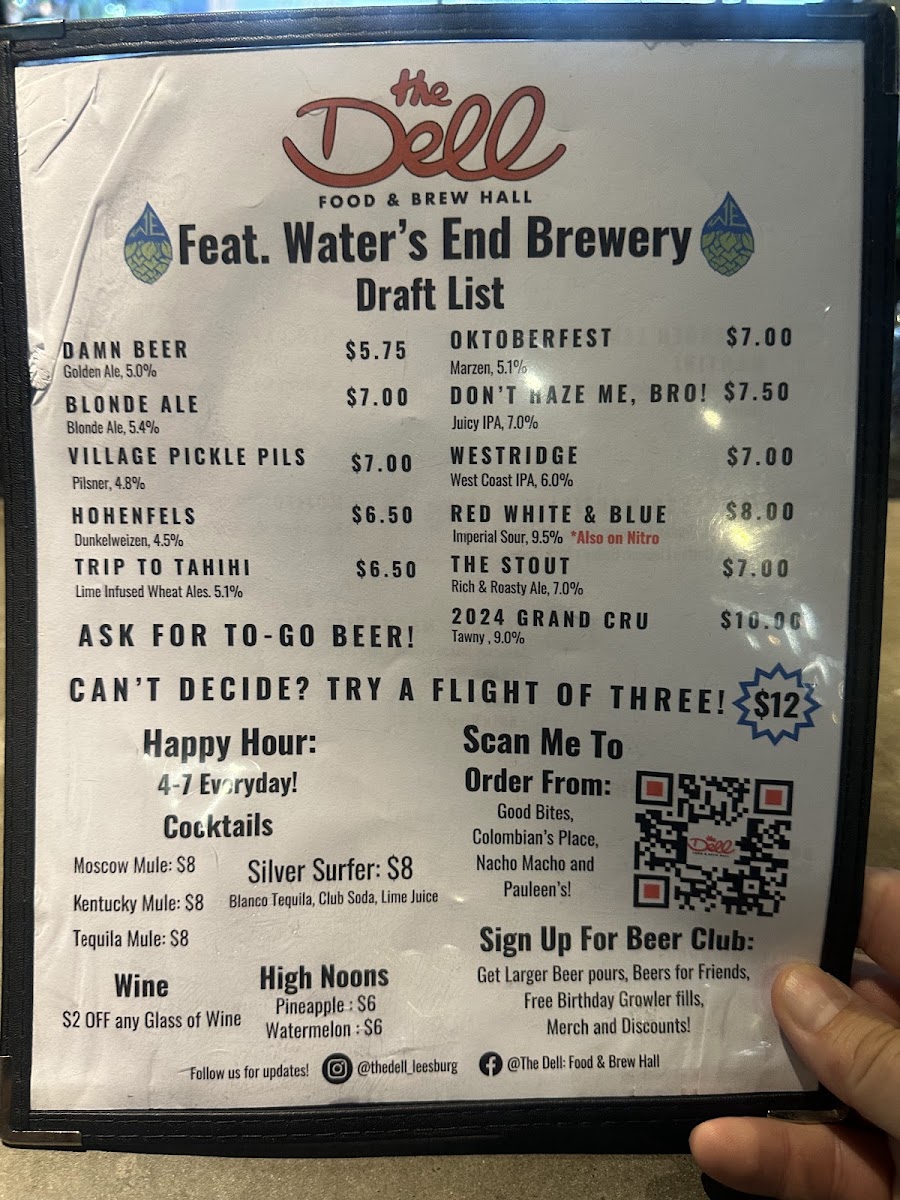 the
Dell
FOOD & BREW HALL
WE
WE
Feat. Water's End Brewery
Draft List
DAMN BEER $5.75
Golden Ale, 5.0%
BLONDE ALE $7.00
Blonde Ale, 5.4%
VILLAGE PICKLE PILS $7.00
Pilsner, 4.8%
HOHENFELS $6.50
Dunkelweizen, 4.5%
TRIP TO TAHIHI $6.50
Lime Infused Wheat Ales. 5.1%
ASK FOR TO-GO BEER!
OKTOBERFEST $7.00
Marzen, 5.1%
DON'T HAZE ME, BRO! $7.50
Juicy IPA, 7.0%
WESTRIDGE $7.00
West Coast IPA, 6.0%
RED WHITE & BLUE $8.00
Imperial Sour, 9.5% *Also on Nitro
THE STOUT $7.00
Rich & Roasty Ale, 7.0%
2024 GRAND CRU $10.00
Tawny , 9.0%
CAN'T DECIDE? TRY A FLIGHT OF THREE! $12
Happy Hour:
4-7 Everyday!
Cocktails
Moscow Mule: $8
Kentucky Mule: $8
Tequila Mule: $8
Silver Surfer: $8
Blanco Tequila, Club Soda, Lime Juice
Wine
$2 OFF any Glass of Wine
High Noons
Pineapple : $6
Watermelon : $6
Scan Me To
Order From:
Good Bites,
Colombian's Place,
Nacho Macho and
Pauleen's!
the
Dell
FOOD & BREW HALL
Sign Up For Beer Club:
Get Larger Beer pours, Beers for Friends,
Free Birthday Growler fills,
Merch and Discounts!
Follow us for updates! @thedell_leesburg @The Dell: Food & Brew Hall